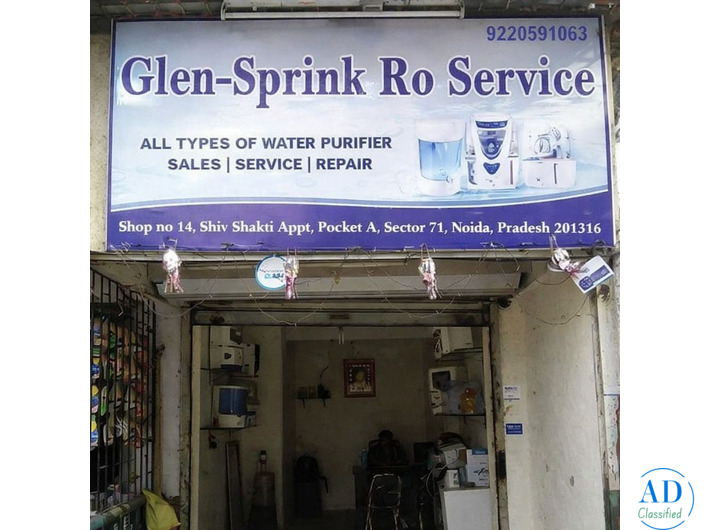 9220591063
Glen-Sprink Ro Service
ALL TYPES OF WATER PURIFIER
SALES | SERVICE | REPAIR
Shop no 14, Shiv Shakti Appt, Pocket A, Sector 71, Noida, Pradesh 201316
AD
Classified